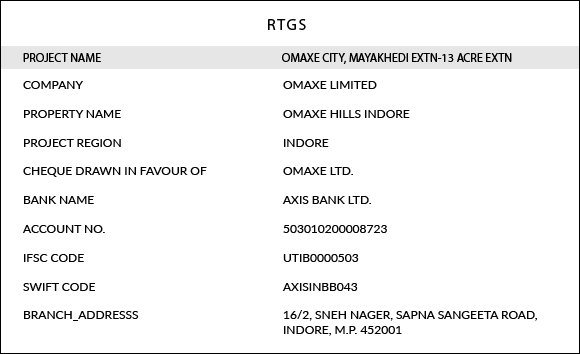 RTGS
PROJECT NAME OMAXE CITY, MAYAKHEDI EXTN-13 ACRE EXTN
COMPANY OMAXE LIMITED
PROPERTY NAME OMAXE HILLS INDORE
PROJECT REGION INDORE
CHEQUE DRAWN IN FAVOUR OF OMAXE LTD.
BANK NAME AXIS BANK LTD.
ACCOUNT NO. 503010200008723
IFSC CODE UTIB0000503
SWIFT CODE AXISINBB043
BRANCH_ADDRESSS 16/2, SNEH NAGER, SAPNA SANGEETA ROAD,
INDORE, M.P. 452001